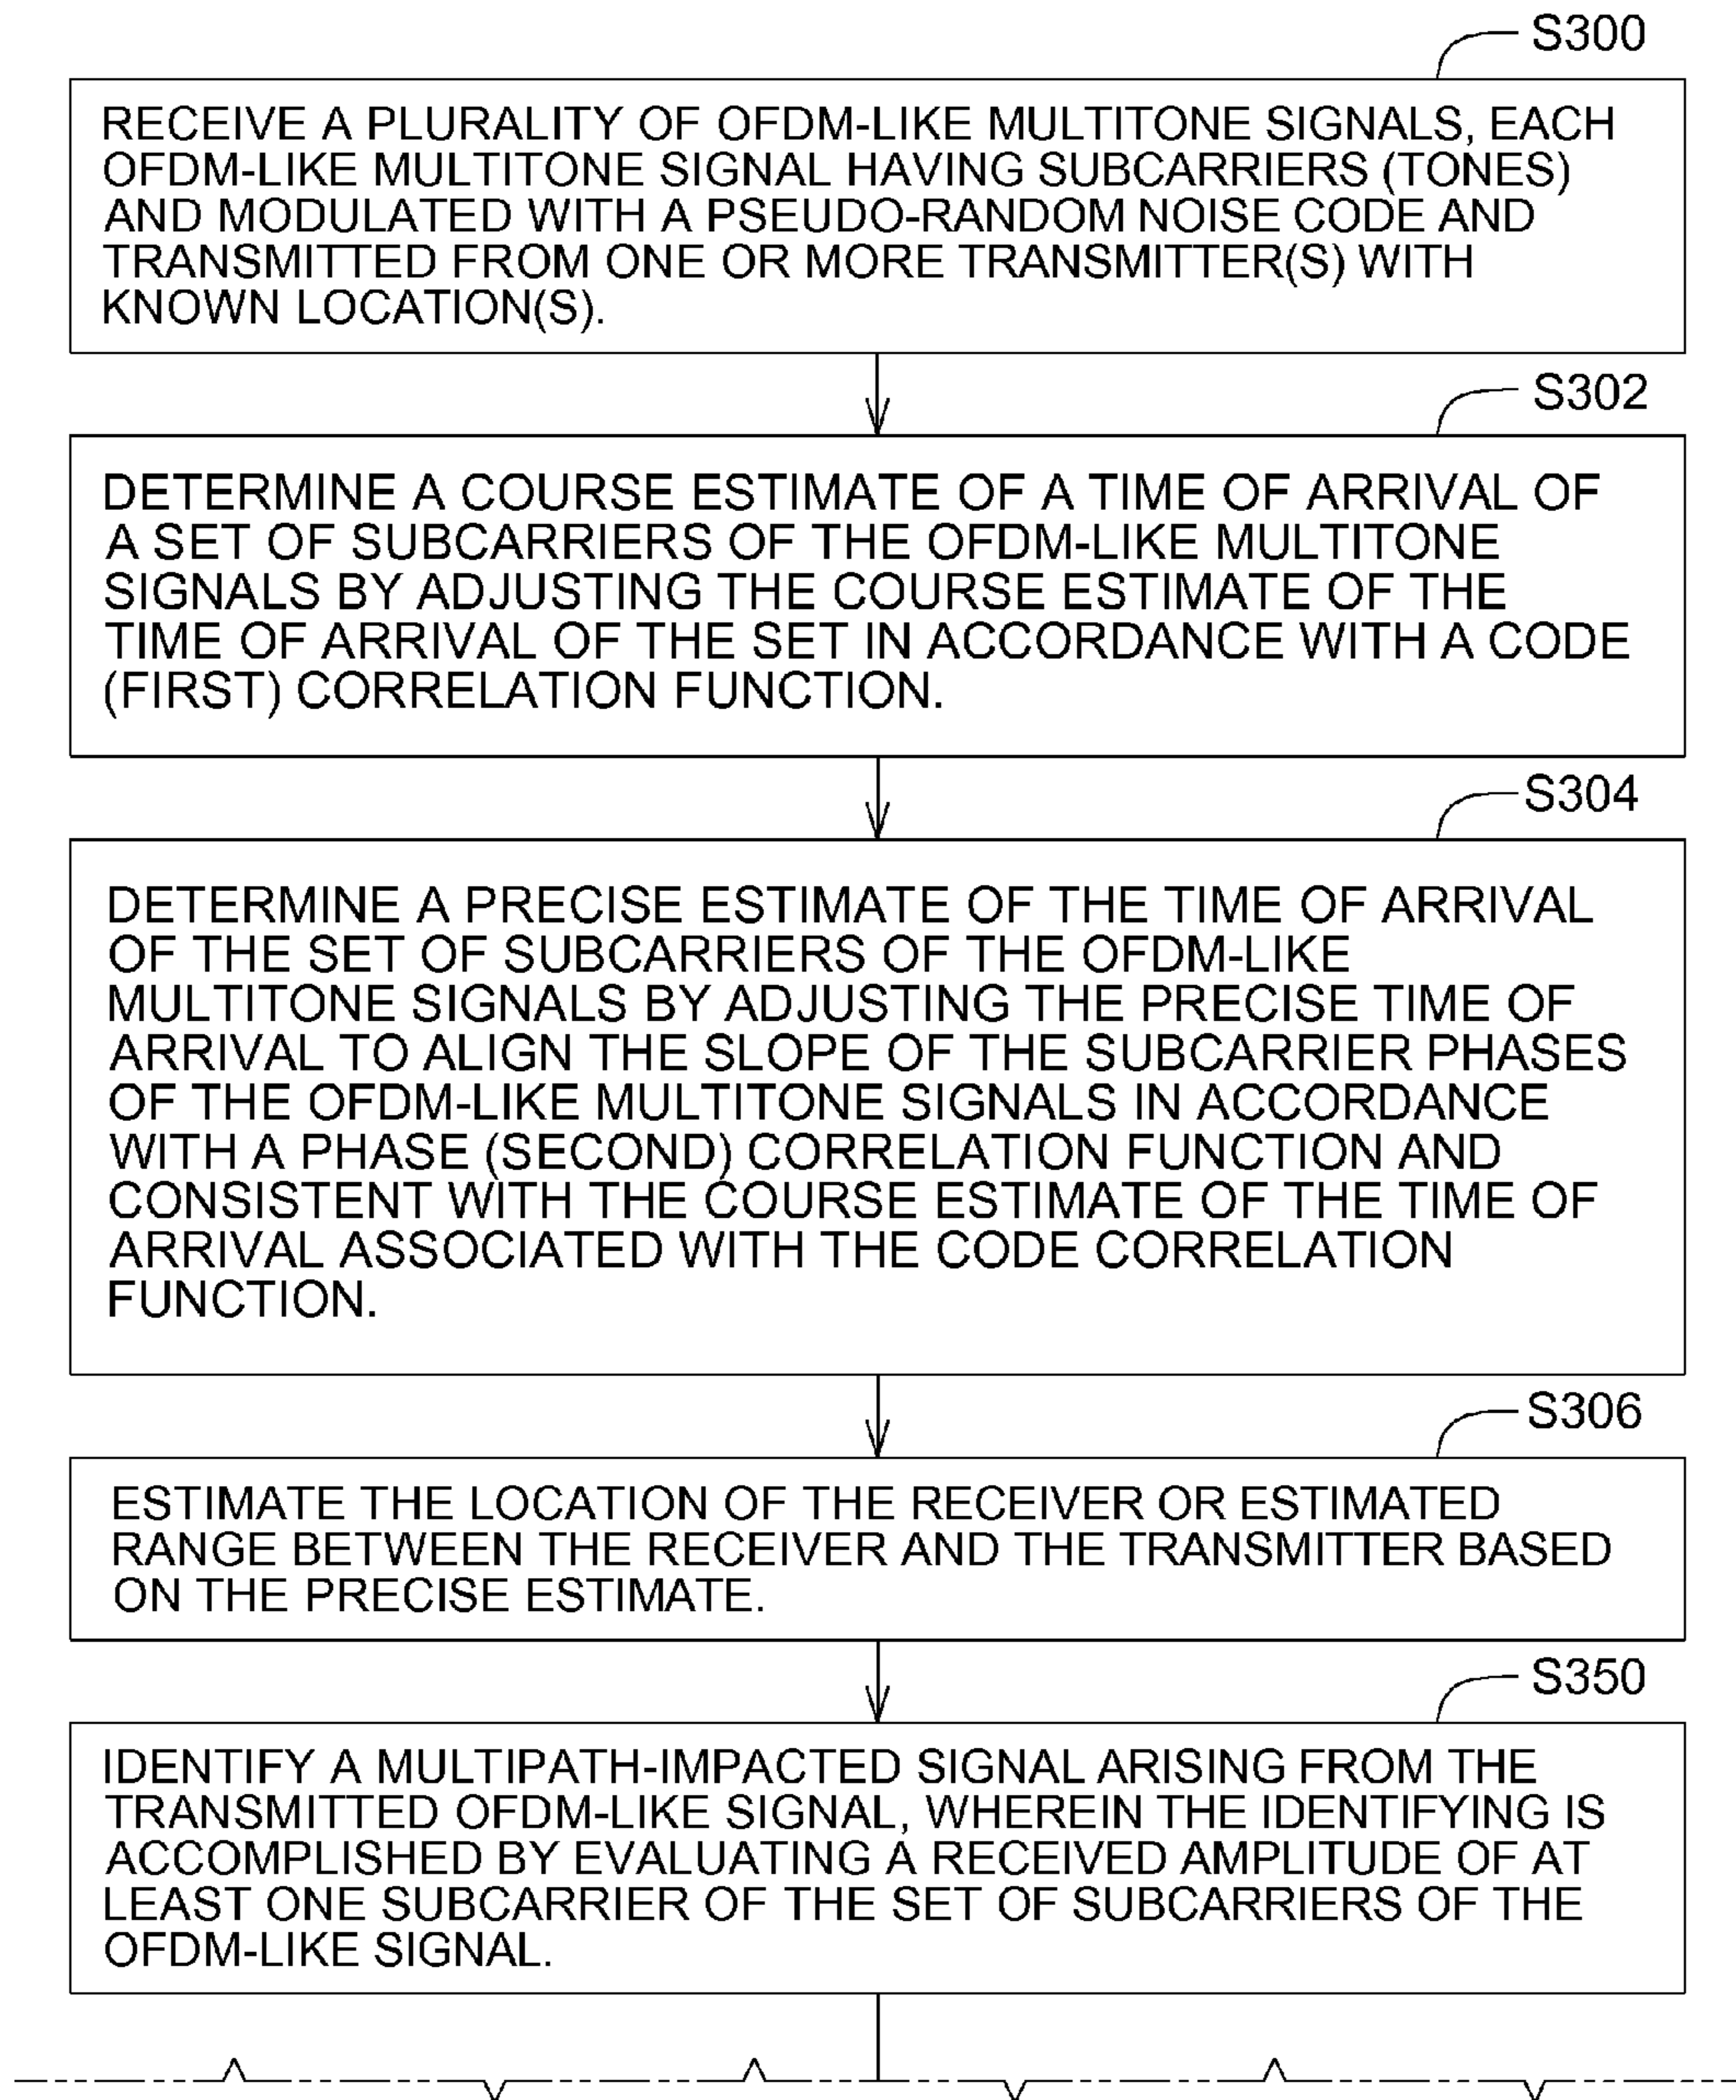 S300
RECEIVE A PLURALITY OF OFDM-LIKE MULTITONE SIGNALS, EACH
OFDM-LIKE MULTITONE SIGNAL HAVING SUBCARRIERS (TONES)
AND MODULATED WITH A PSEUDO-RANDOM NOISE CODE AND
TRANSMITTED FROM ONE OR MORE TRANSMITTER(S) WITH
KNOWN LOCATION(S).
S302
DETERMINE A COURSE ESTIMATE OF A TIME OF ARRIVAL OF
A SET OF SUBCARRIERS OF THE OFDM-LIKE MULTITONE
SIGNALS BY ADJUSTING THE COURSE ESTIMATE OF THE
TIME OF ARRIVAL OF THE SET IN ACCORDANCE WITH A CODE
(FIRST) CORRELATION FUNCTION.
S304
DETERMINE A PRECISE ESTIMATE OF THE TIME OF ARRIVAL
OF THE SET OF SUBCARRIERS OF THE OFDM-LIKE
MULTITONE SIGNALS BY ADJUSTING THE PRECISE TIME OF
ARRIVAL TO ALIGN THE SLOPE OF THE SUBCARRIER PHASES
OF THE OFDM-LIKE MULTITONE SIGNALS IN ACCORDANCE
WITH A PHASE (SECOND) CORRELATION FUNCTION AND
CONSISTENT WITH THE COURSE ESTIMATE OF THE TIME OF
ARRIVAL ASSOCIATED WITH THE CODE CORRELATION
FUNCTION.
S306
ESTIMATE THE LOCATION OF THE RECEIVER OR ESTIMATED
RANGE BETWEEN THE RECEIVER AND THE TRANSMITTER BASED
ON THE PRECISE ESTIMATE.
S350
IDENTIFY A MULTIPATH-IMPACTED SIGNAL ARISING FROM THE
TRANSMITTED OFDM-LIKE SIGNAL, WHEREIN THE IDENTIFYING IS
ACCOMPLISHED BY EVALUATING A RECEIVED AMPLITUDE OF AT
LEAST ONE SUBCARRIER OF THE SET OF SUBCARRIERS OF THE
OFDM-LIKE SIGNAL.